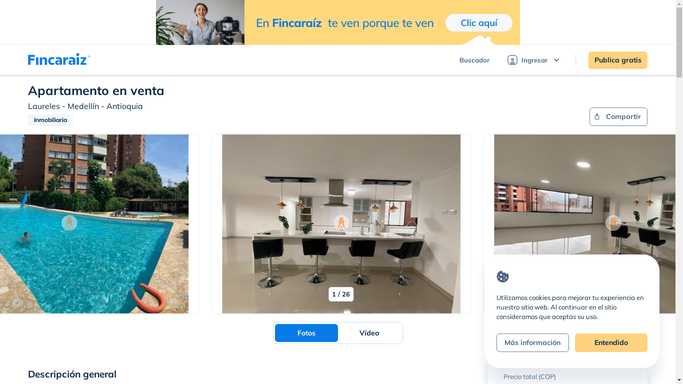 En Fincaraíz te ven porque te ven
Clic aquí
Fincaraíz
Buscador
Ingresar
Publica gratis
Apartamento en venta
Laureles - Medellín - Antioquia
Inmobiliaria
Compartir
1 / 26
Fotos
Vídeo
Utilizamos cookies para mejorar tu experiencia en
nuestro sitio web. Al continuar en el sitio
consideramos que aceptas su uso.
Más información
Entendido
Descripción general
Precio total (COP)